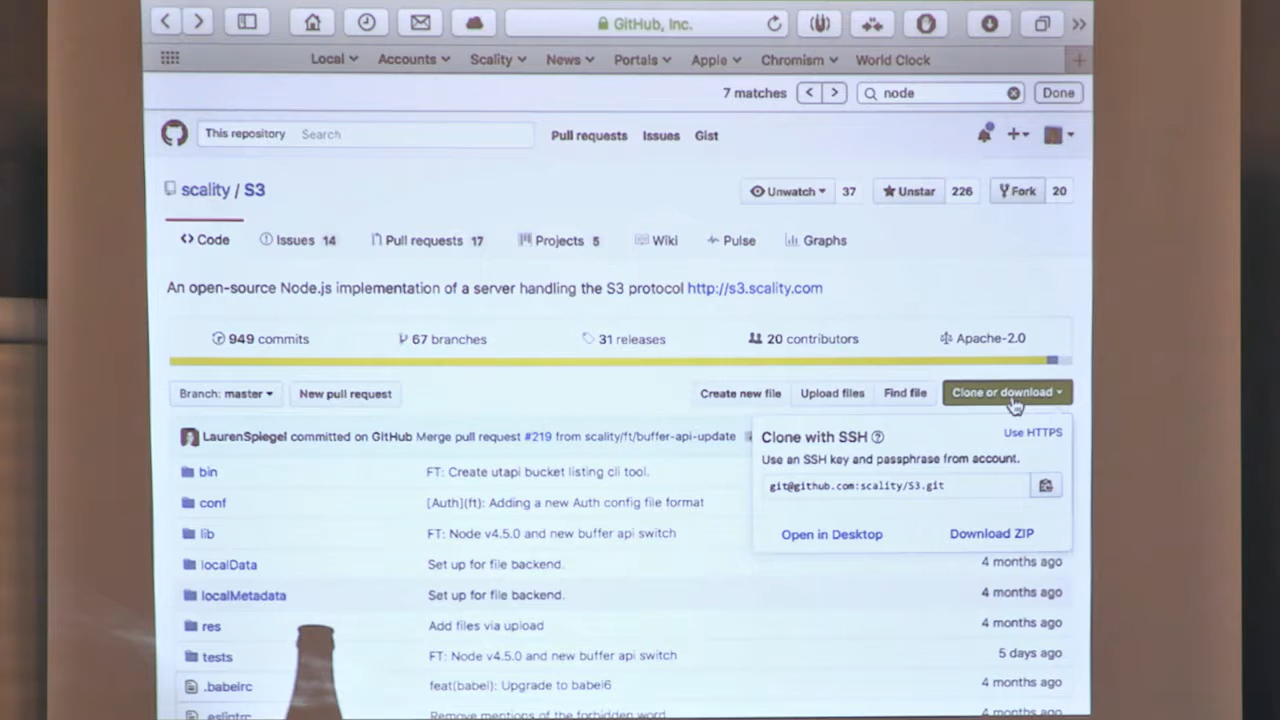 GitHub, Inc.
Local Accounts Scality News Portals Apple Chromism World Clock
7 matches node Done
This repository Search Pull requests Issues Gist
scality / S3 Unwatch 37 Unstar 226 Fork 20
Code Issues 14 Pull requests 17 Projects 5 Wiki Pulse Graphs
An open-source Node.js implementation of a server handling the S3 protocol http://s3.scality.com
949 commits 67 branches 31 releases 20 contributors Apache-2.0
Branch: master New pull request Create new file Upload files Find file Clone or download
LaurenSpiegel committed on GitHub Merge pull request #219 from scality/ft/buffer-api-update
Clone with SSH Use HTTPS
Use an SSH key and passphrase from account.
git@github.com:scality/S3.git
Open in Desktop Download ZIP
bin FT: Create utapi bucket listing cli tool.
conf [Auth](ft): Adding a new Auth config file format
lib FT: Node v4.5.0 and new buffer api switch
localData Set up for file backend. 4 months ago
localMetadata Set up for file backend. 4 months ago
res Add files via upload 4 months ago
tests FT: Node v4.5.0 and new buffer api switch 5 days ago
.babelrc feat(babel): Upgrade to babel6 4 months ago
.eslintrc Remove mentions of the forbidden word 4 months ago